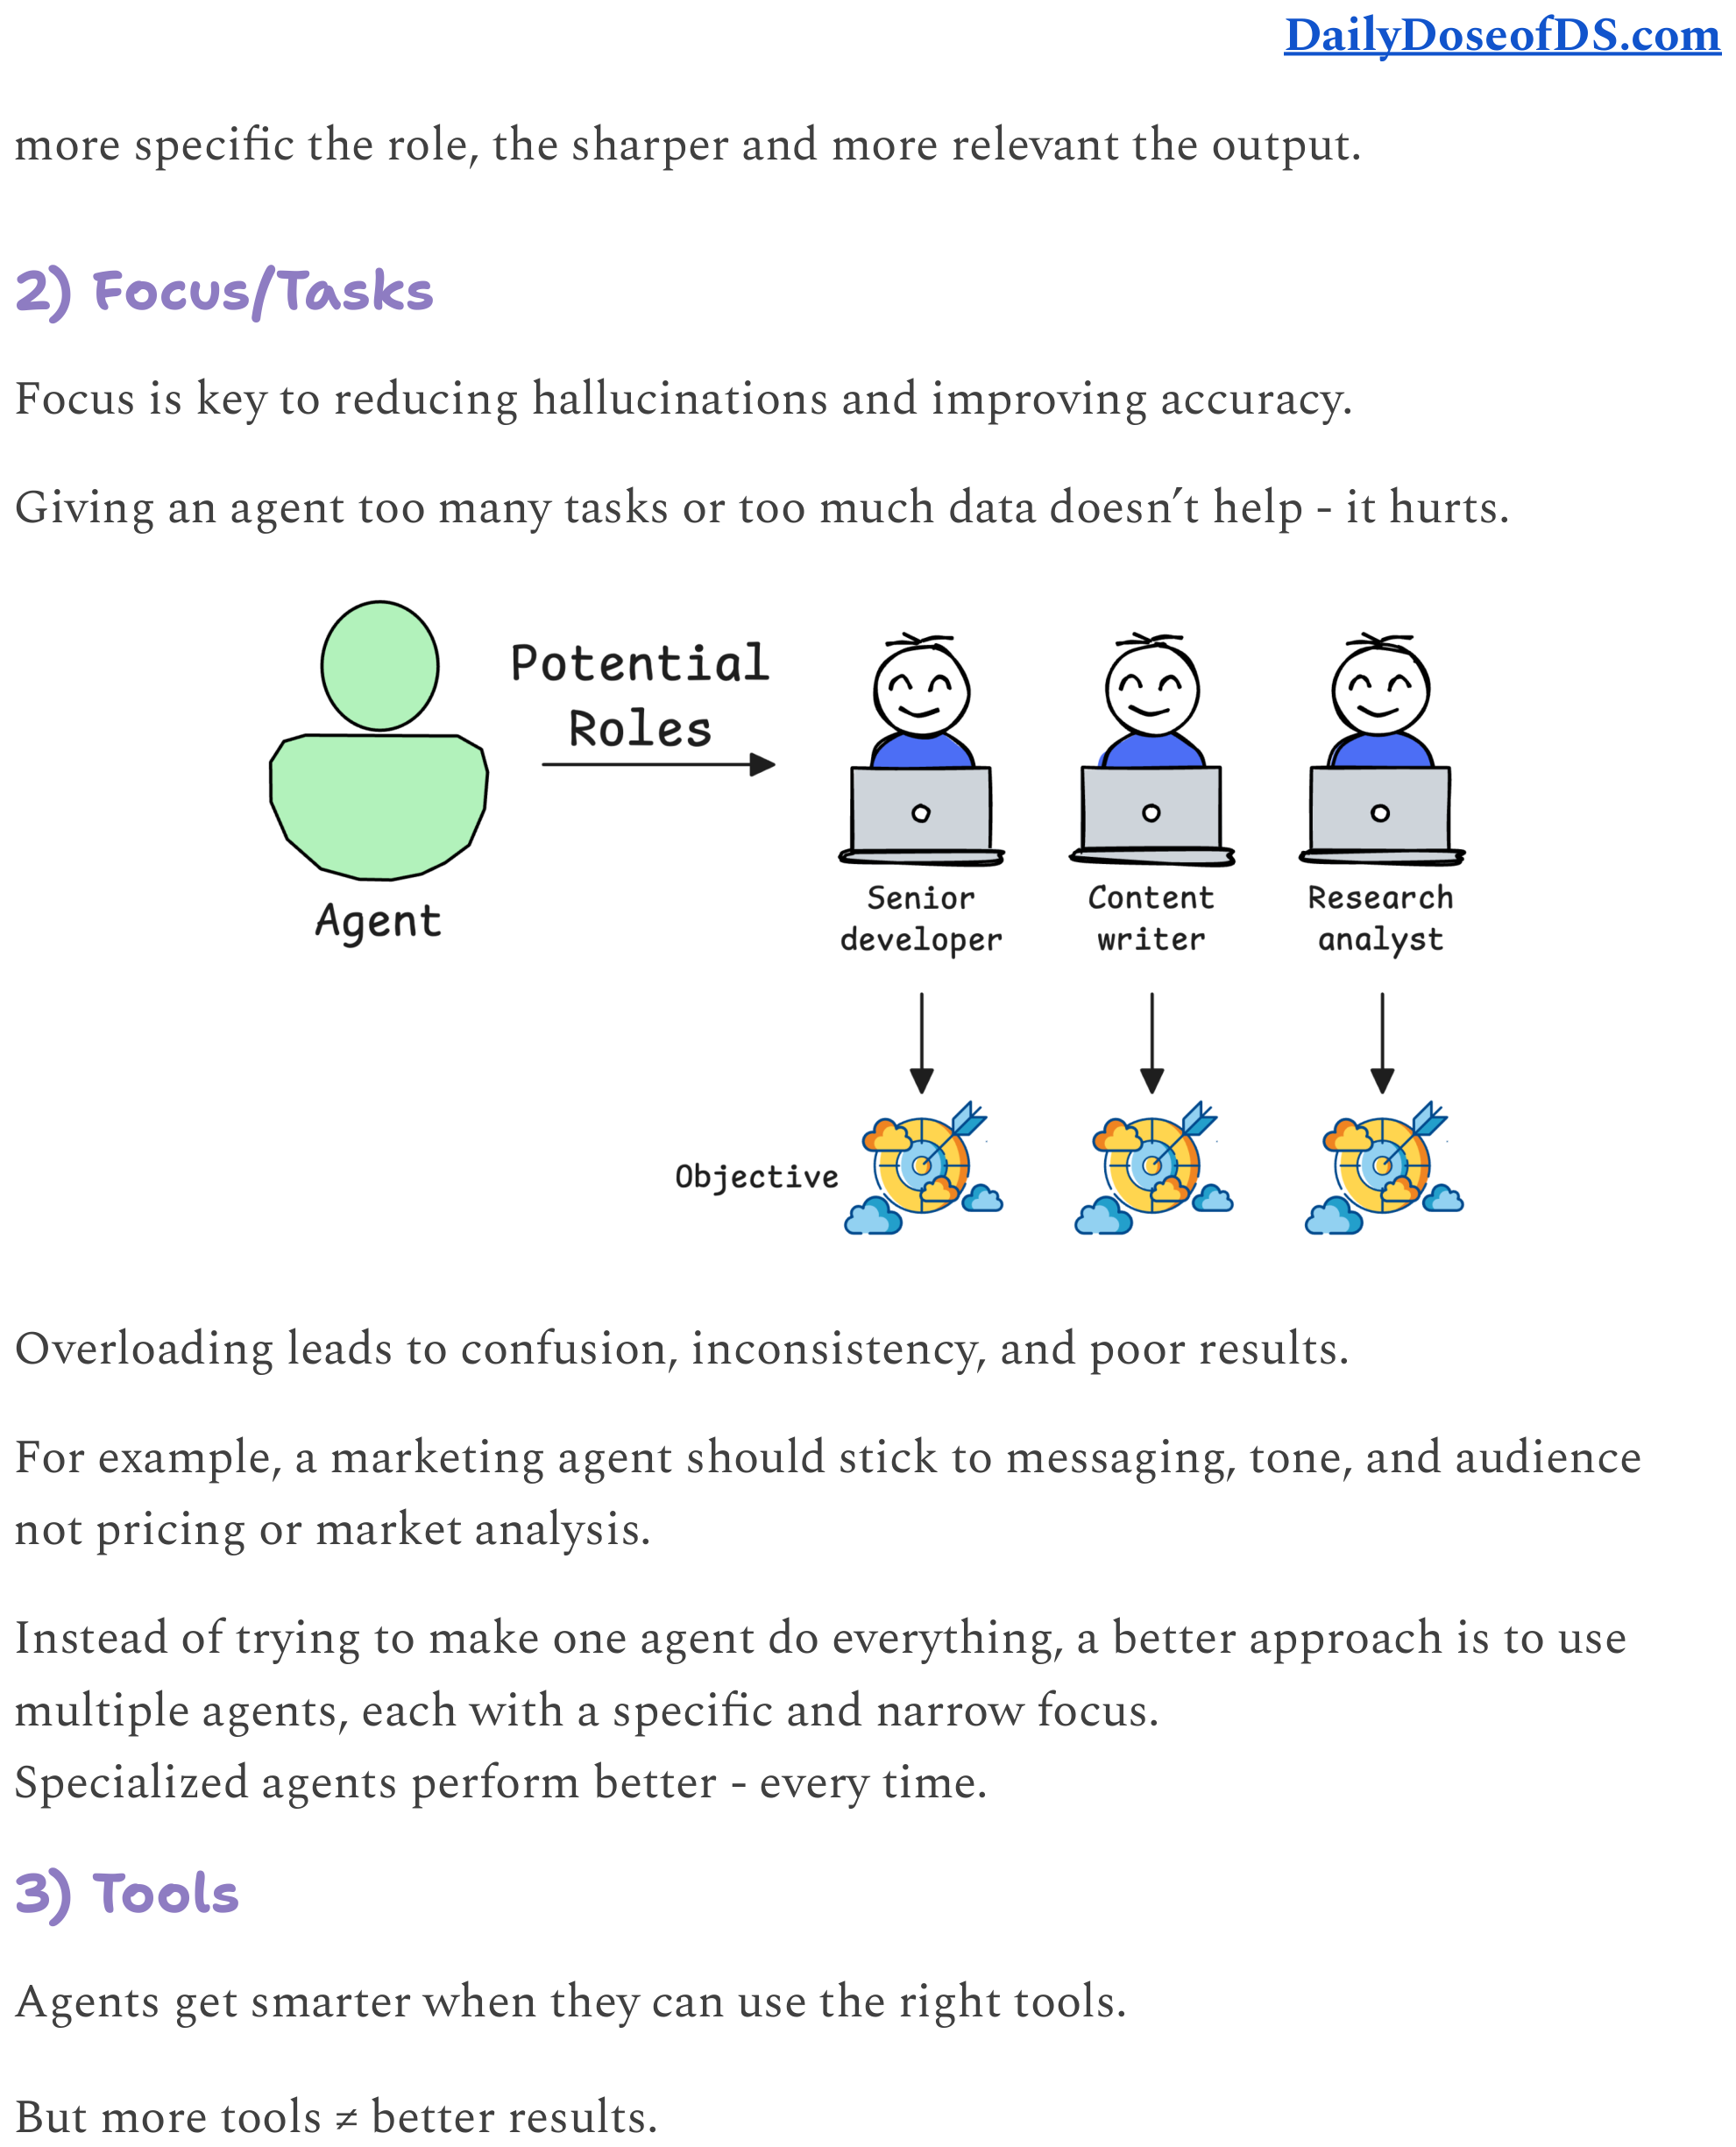 DailyDoseofDS.com
more specific the role, the sharper and more relevant the output.
2) Focus/Tasks
Focus is key to reducing hallucinations and improving accuracy.
Giving an agent too many tasks or too much data doesn't help - it hurts.
Potential
Roles
Agent
Senior
developer
Content
writer
Research
analyst
Objective
Overloading leads to confusion, inconsistency, and poor results.
For example, a marketing agent should stick to messaging, tone, and audience
not pricing or market analysis.
Instead of trying to make one agent do everything, a better approach is to use
multiple agents, each with a specific and narrow focus.
Specialized agents perform better - every time.
3) Tools
Agents get smarter when they can use the right tools.
But more tools ≠ better results.